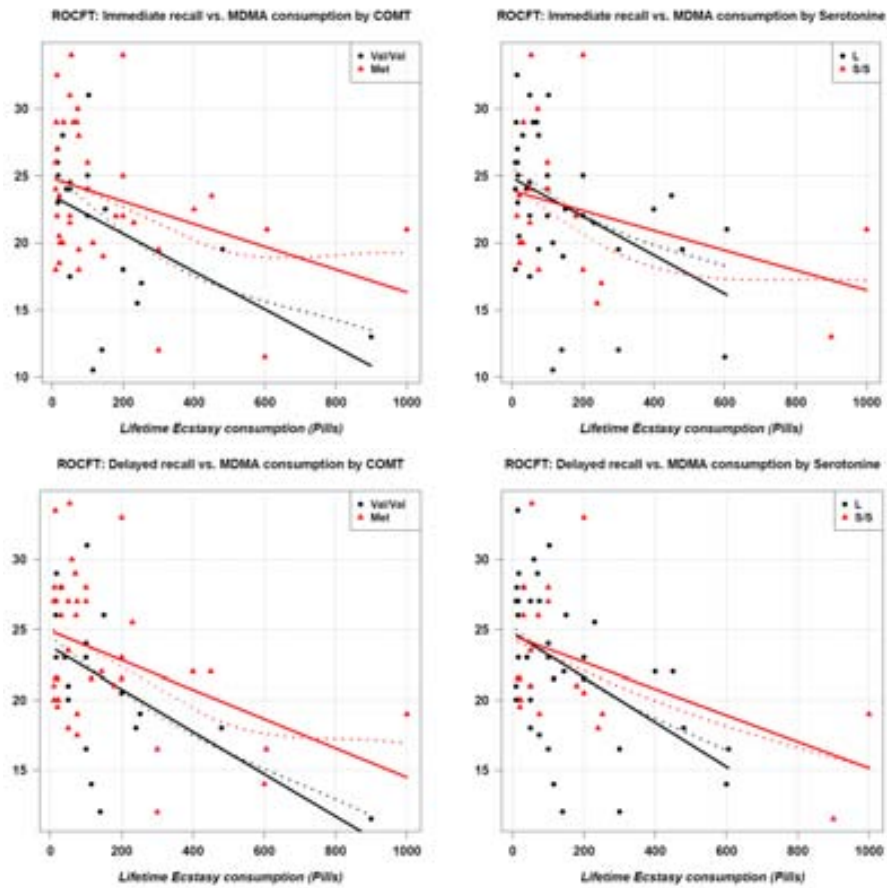 ROCFT: Immediate recall vs. MDMA consumption by COMT
Val/Val
Met
30
25
20
15
10
0 200 400 600 800 1000
Lifetime Ecstasy consumption (Pills)
ROCFT: Immediate recall vs. MDMA consumption by Serotonine
L
S/S
30
25
20
15
10
0 200 400 600 800 1000
Lifetime Ecstasy consumption (Pills)
ROCFT: Delayed recall vs. MDMA consumption by COMT
Val/Val
Met
30
25
20
15
0 200 400 600 800 1000
Lifetime Ecstasy consumption (Pills)
ROCFT: Delayed recall vs. MDMA consumption by Serotonine
L
S/S
30
25
20
15
0 200 400 600 800 1000
Lifetime Ecstasy consumption (Pills)